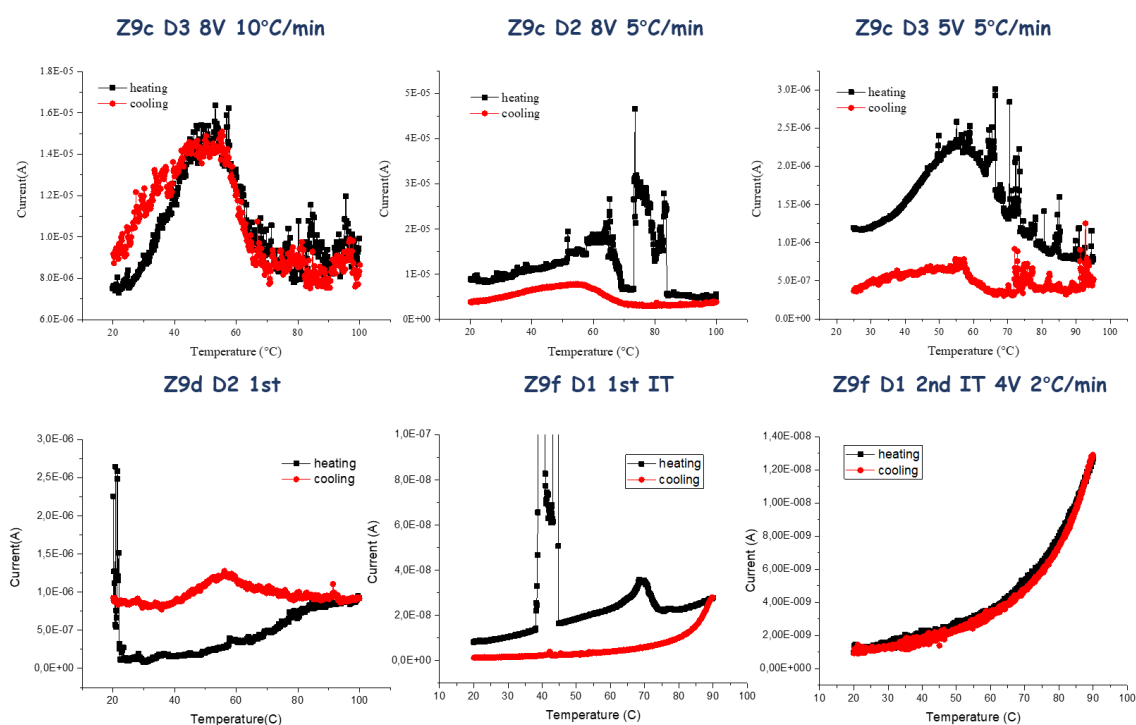 Z9c D3 8V 10°C/min
Z9c D2 8V 5°C/min
Z9c D3 5V 5°C/min
1.8E-05
1.6E-05
1.4E-05
1.2E-05
1.0E-05
8.0E-06
6.0E-06
Current(A)
heating
cooling
20
40
60
80
100
Temperature (°C)
5E-05
4E-05
3E-05
2E-05
1E-05
0E+00
Current(A)
heating
cooling
20
40
60
80
100
Temperature (°C)
3.0E-06
2.5E-06
2.0E-06
1.5E-06
1.0E-06
5.0E-07
0.0E+00
Current(A)
heating
cooling
20
30
40
50
60
70
80
90
100
Temperature (°C)
Z9d D2 1st
Z9f D1 1st IT
Z9f D1 2nd IT 4V 2°C/min
3,0E-06
2,5E-06
2,0E-06
1,5E-06
1,0E-06
5,0E-07
0,0E+00
Current(A)
heating
cooling
20
40
60
80
100
Temperature(C)
1,0E-07
8,0E-08
6,0E-08
4,0E-08
2,0E-08
0,0E+00
Current (A)
heating
cooling
10
20
30
40
50
60
70
80
90
100
Temperature(C)
1,40E-008
1,20E-008
1,00E-008
8,00E-009
6,00E-009
4,00E-009
2,00E-009
0,00E+000
Current (A)
heating
cooling
10
20
30
40
50
60
70
80
90
100
Temperature (C)